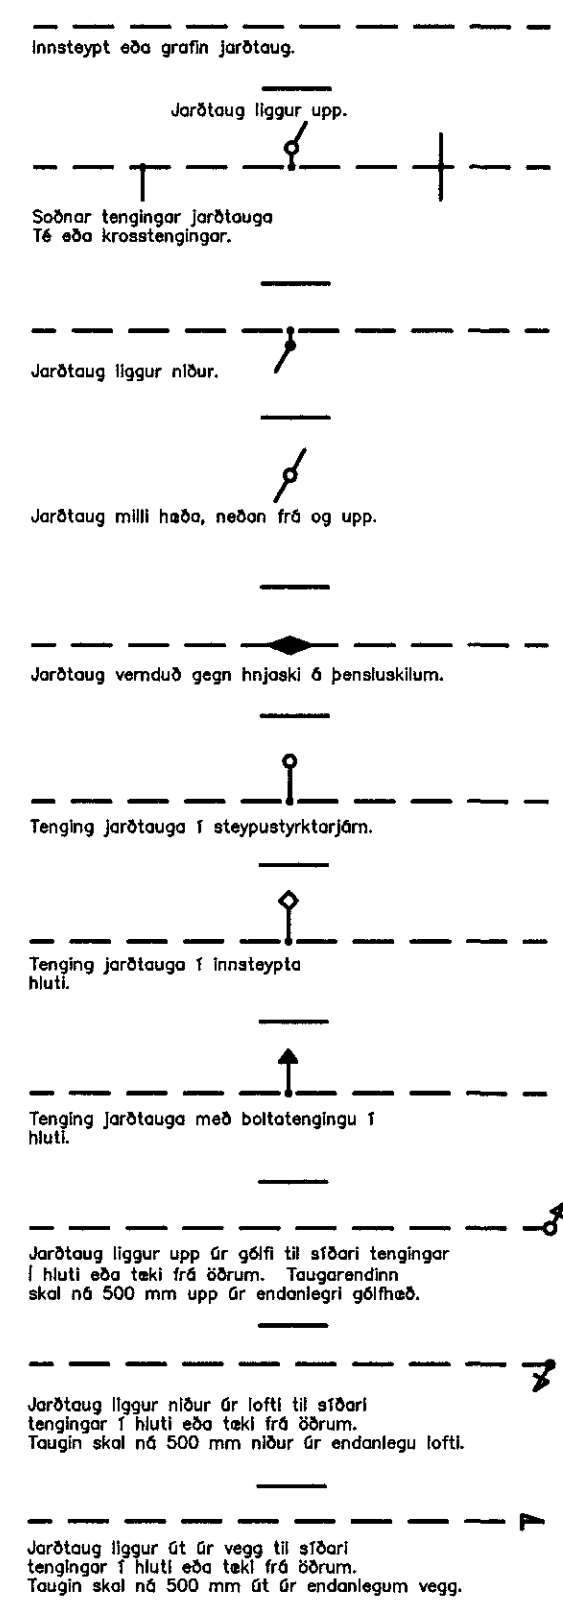 Innsteypt eða grafin jarðtaug.
Jarðtaug liggur upp.
Soðnar tengingar jarðtauga
Té eða krosstengingar.
Jarðtaug liggur niður.
Jarðtaug milli hæða, neðan frá og upp.
Jarðtaug vernduð gegn hnjaski á þensluskilum.
Tenging jarðtauga í steypustyrktarjárn.
Tenging jarðtauga í innsteypta
hluti.
Tenging jarðtauga með boltatengingu í
hluti.
Jarðtaug liggur upp úr gólfi til síðari tengingar
í hluti eða tæki frá öðrum. Taugarendinn
skal ná 500 mm upp úr endanlegri gólfhæð.
Jarðtaug liggur niður úr lofti til síðari
tengingar í hluti eða tæki frá öðrum.
Taugin skal ná 500 mm niður úr endanlegu lofti.
Jarðtaug liggur út úr vegg til síðari
tengingar í hluti eða tæki frá öðrum.
Taugin skal ná 500 mm út úr endanlegum vegg.